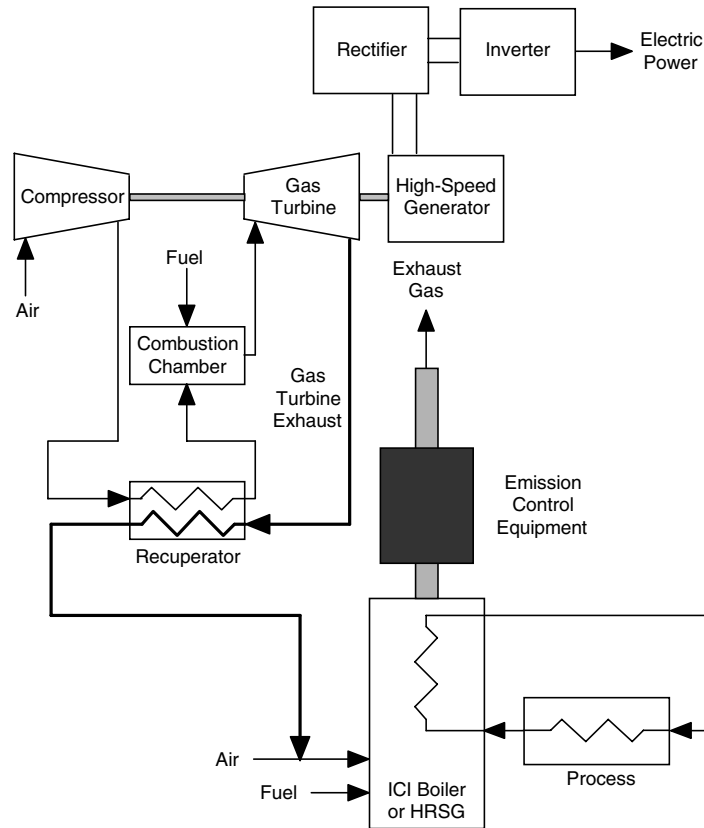 Rectifier
Inverter
Electric
Power
Compressor
Gas
Turbine
High-Speed
Generator
Air
Fuel
Combustion
Chamber
Gas
Turbine
Exhaust
Exhaust
Gas
Recuperator
Emission
Control
Equipment
Air
Fuel
ICI Boiler
or HRSG
Process